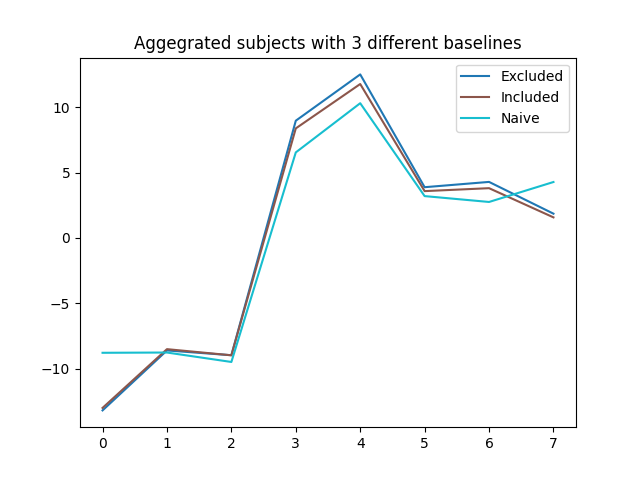 Aggegrated subjects with 3 different baselines
Excluded
Included
Naive
10
5
0
−5
−10
0 1 2 3 4 5 6 7